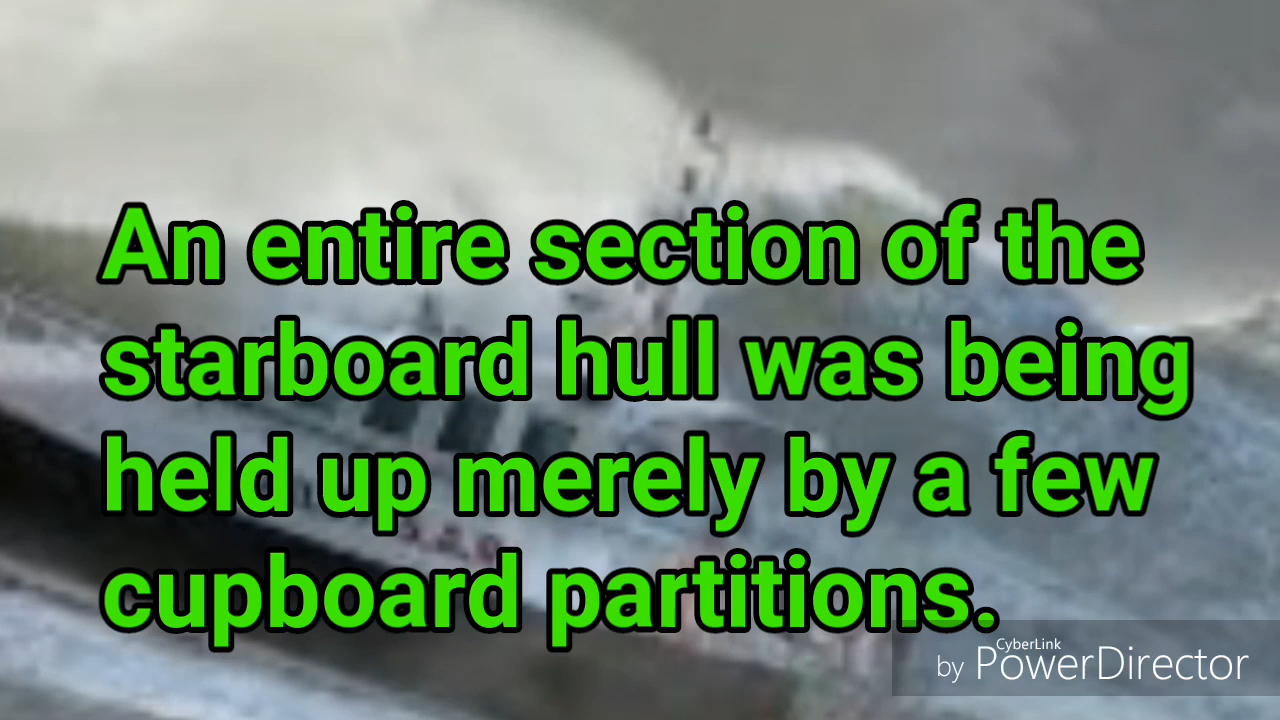 An entire section of the
starboard hull was being
held up merely by a few
cupboard partitions.
CyberLink
by PowerDirector